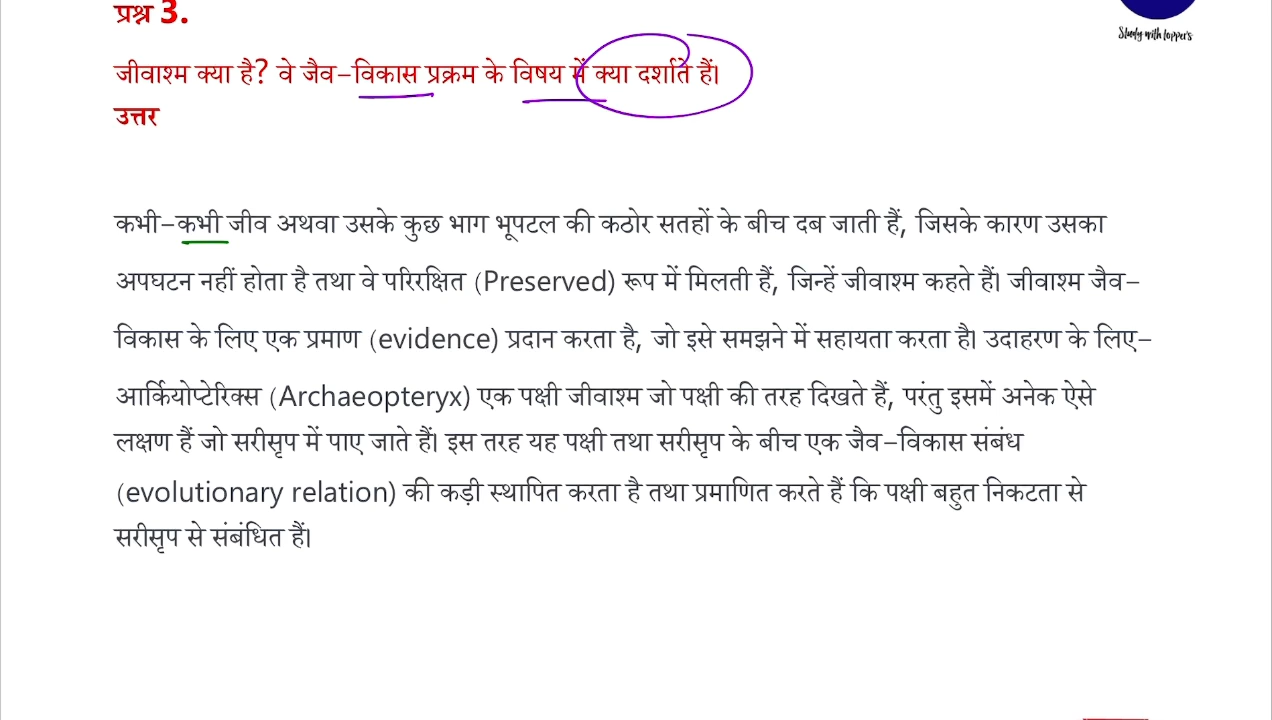 प्रश्न 3.
Study with toppers
जीवाश्म क्या है? वे जैव-विकास प्रक्रम के विषय में क्या दर्शाते हैं।
उत्तर
कभी-कभी जीव अथवा उसके कुछ भाग भूपटल की कठोर सतहों के बीच दब जाती हैं, जिसके कारण उसका
अपघटन नहीं होता है तथा वे परिरक्षित (Preserved) रूप में मिलती हैं, जिन्हें जीवाश्म कहते हैं। जीवाश्म जैव-
विकास के लिए एक प्रमाण (evidence) प्रदान करता है, जो इसे समझने में सहायता करता है। उदाहरण के लिए-
आर्कियोप्टेरिक्स (Archaeopteryx) एक पक्षी जीवाश्म जो पक्षी की तरह दिखते हैं, परंतु इसमें अनेक ऐसे
लक्षण हैं जो सरीसृप में पाए जाते हैं। इस तरह यह पक्षी तथा सरीसृप के बीच एक जैव-विकास संबंध
(evolutionary relation) की कड़ी स्थापित करता है तथा प्रमाणित करते हैं कि पक्षी बहुत निकटता से
सरीसृप से संबंधित हैं।